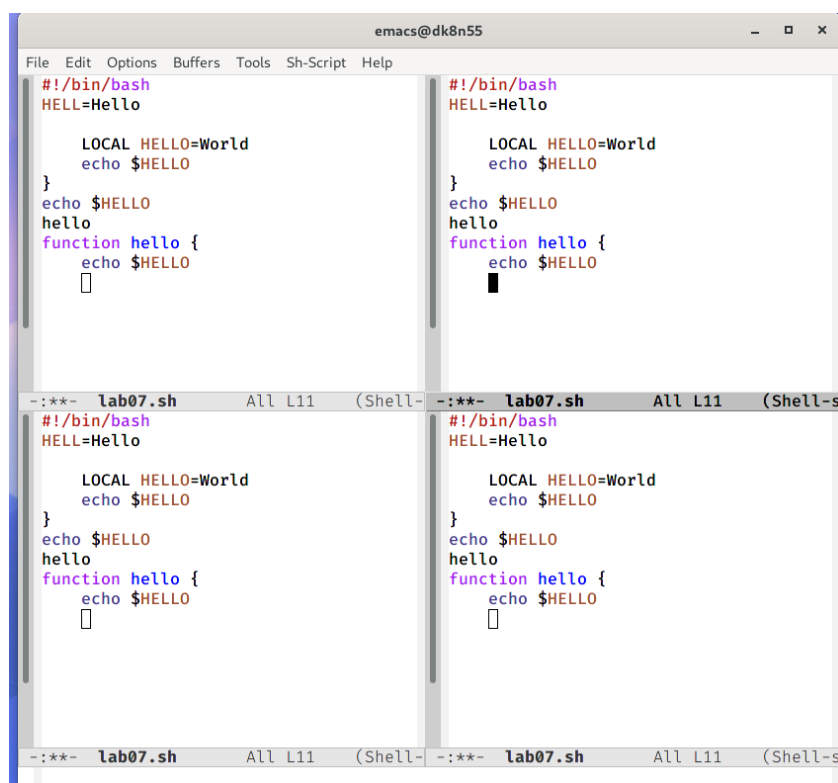 emacs@dk8n55
File Edit Options Buffers Tools Sh-Script Help
#!/bin/bash
HELL=Hello
LOCAL HELLO=World
echo $HELLO
}
echo $HELLO
hello
function hello {
echo $HELLO
-:**- lab07.sh All L11 (Shell-
#!/bin/bash
HELL=Hello
LOCAL HELLO=World
echo $HELLO
}
echo $HELLO
hello
function hello {
echo $HELLO
-:**- lab07.sh All L11 (Shell-s
#!/bin/bash
HELL=Hello
LOCAL HELLO=World
echo $HELLO
}
echo $HELLO
hello
function hello {
echo $HELLO
-:**- lab07.sh All L11 (Shell-
#!/bin/bash
HELL=Hello
LOCAL HELLO=World
echo $HELLO
}
echo $HELLO
hello
function hello {
echo $HELLO
-:**- lab07.sh All L11 (Shell-s